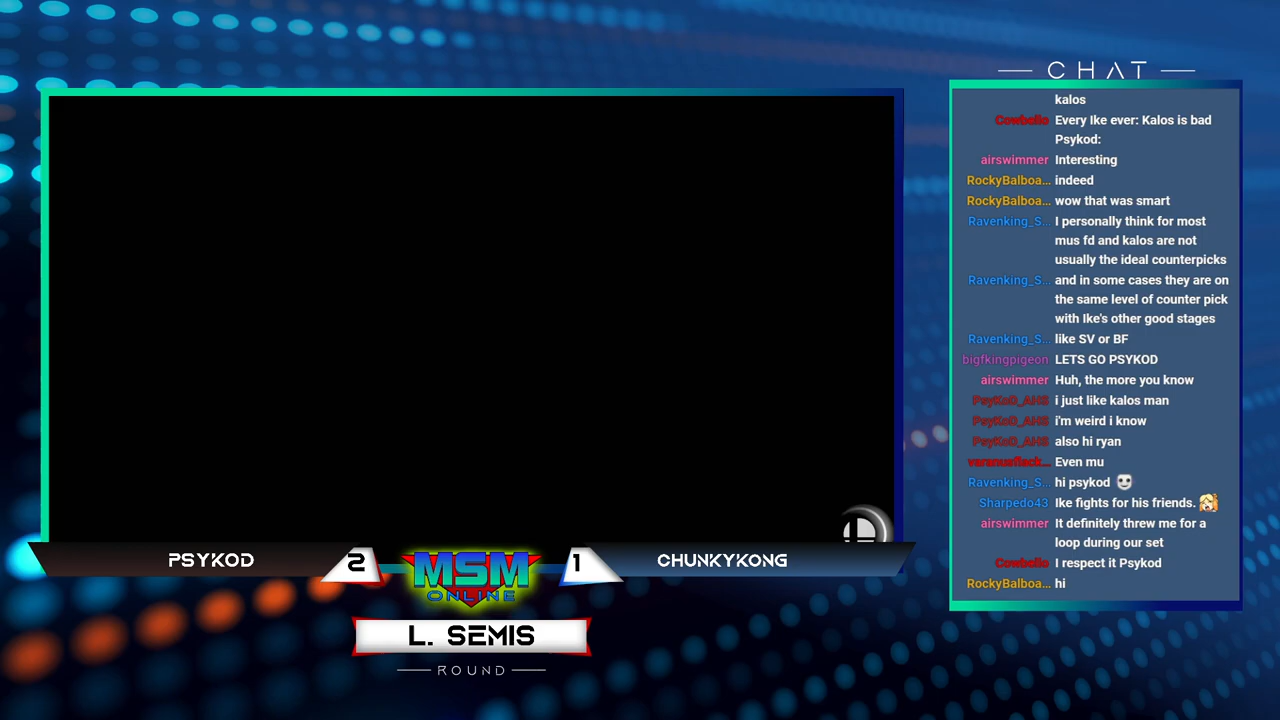 CHAT
kalos
Cowbollo Every Ike ever: Kalos is bad
Psykod:
airswimmer Interesting
RockyBalboa... indeed
RockyBalboa... wow that was smart
Ravenking_S... I personally think for most
mus fd and kalos are not
usually the ideal counterpicks
Ravenking_S... and in some cases they are on
the same level of counter pick
with Ike's other good stages
Ravenking_S... like SV or BF
bigfkingpigeon LETS GO PSYKOD
airswimmer Huh, the more you know
PsyKoD_AHS i just like kalos man
PsyKoD_AHS i'm weird i know
PsyKoD_AHS also hi ryan
Even mu
Ravenking_S... hi psykod
Sharpedo43 Ike fights for his friends.
airswimmer It definitely threw me for a
loop during our set
Cowbollo I respect it Psykod
RockyBalboa... hi
PSYKOD 2
MSM
ONLINE
1 CHUNKYKONG
L. SEMIS
ROUND